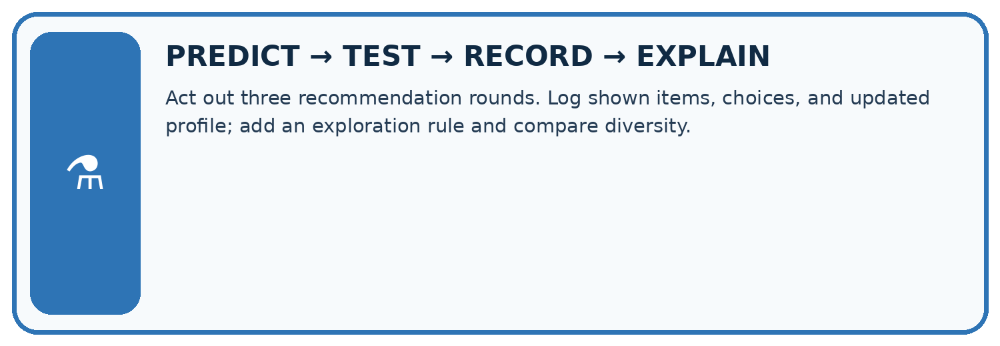 PREDICT → TEST → RECORD → EXPLAIN
Act out three recommendation rounds. Log shown items, choices, and updated
profile; add an exploration rule and compare diversity.